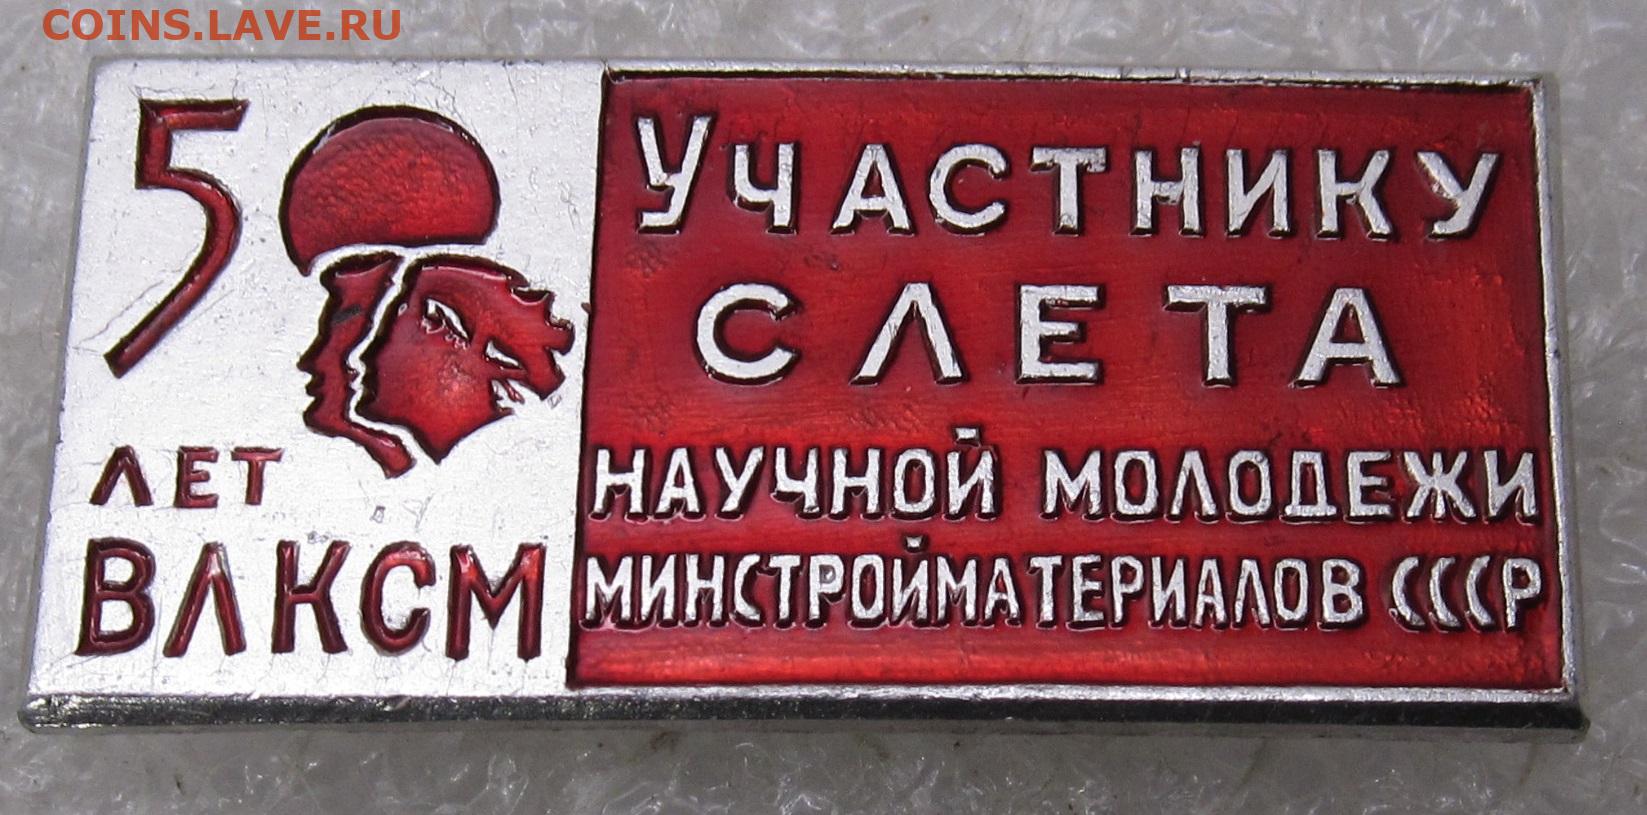 COINS.LAVE.RU
50
ЛЕТ
ВЛКСМ
УЧАСТНИКУ
СЛЕТА
НАУЧНОЙ МОЛОДЕЖИ
МИНСТРОЙМАТЕРИАЛОВ СССР